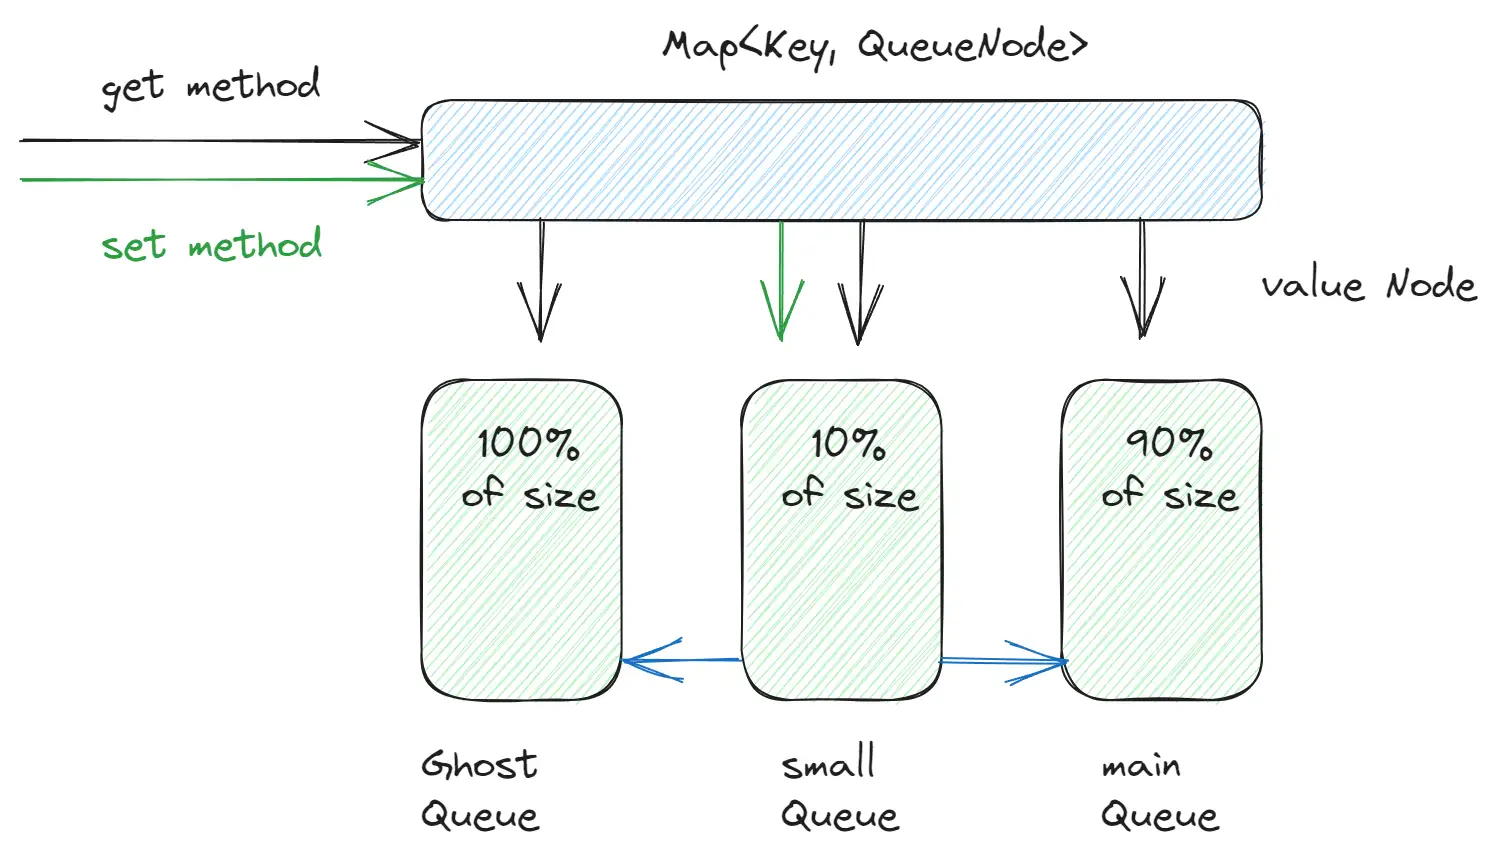 Map<Key, QueueNode>
get method
set method
value Node
100%
of size
10%
of size
90%
of size
Ghost
Queue
small
Queue
main
Queue